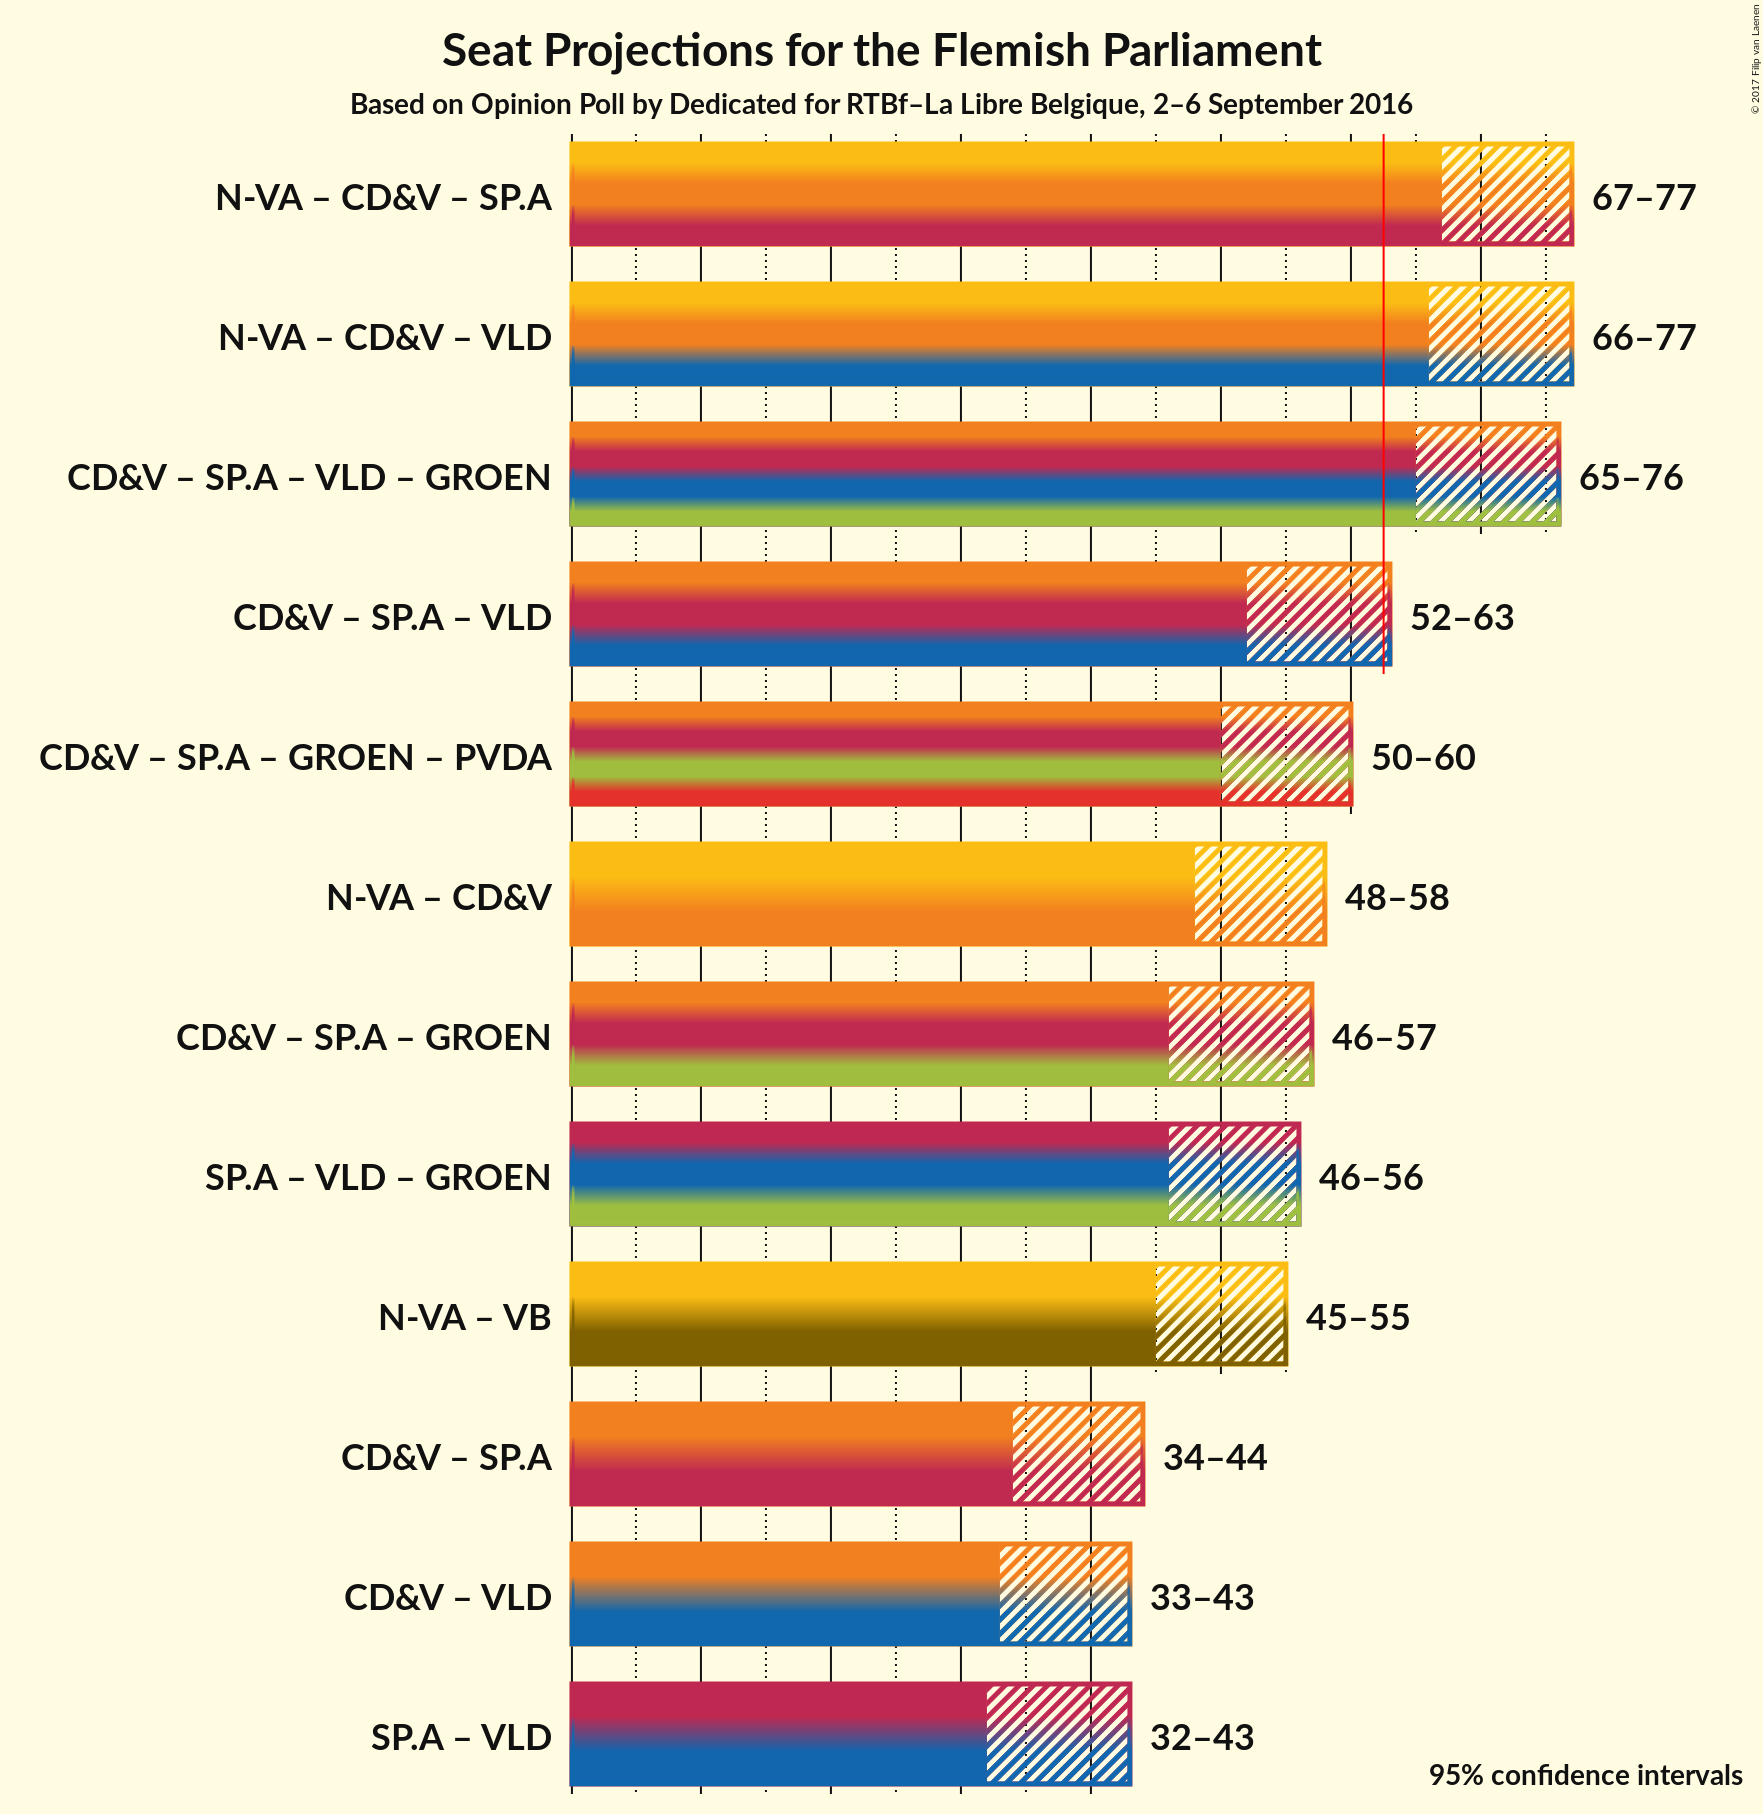 Seat Projections for the Flemish Parliament
Based on Opinion Poll by Dedicated for RTBf–La Libre Belgique, 2–6 September 2016
© 2017 Filip van Laenen
N-VA – CD&V – SP.A 67–77
N-VA – CD&V – VLD 66–77
CD&V – SP.A – VLD – GROEN 65–76
CD&V – SP.A – VLD 52–63
CD&V – SP.A – GROEN – PVDA 50–60
N-VA – CD&V 48–58
CD&V – SP.A – GROEN 46–57
SP.A – VLD – GROEN 46–56
N-VA – VB 45–55
CD&V – SP.A 34–44
CD&V – VLD 33–43
SP.A – VLD 32–43
95% confidence intervals